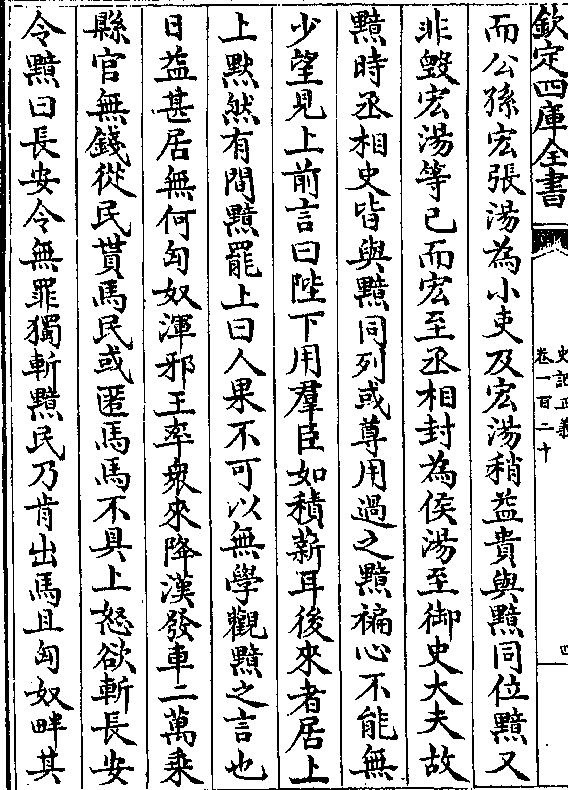 欽定四庫全書
史記正義
卷一百二十
四
而公孫宏張湯為小吏及宏湯稍益貴與黯同位黯又
非毀宏湯等已而宏至丞相封為侯湯至御史大夫故
黯時丞相史皆與黯同列或尊用過之黯褊心不能無
少望見上前言曰陛下用羣臣如積薪耳後來者居上
上黙然有間黯罷上曰人果不可以無學觀黯之言也
日益甚居無何匈奴渾邪王率衆來降漢發車二萬乗
縣官無錢從民貰馬民或匿馬馬不具上怒欲斬長安
令黯曰長安令無罪獨斬黯民乃肯出馬且匈奴畔其